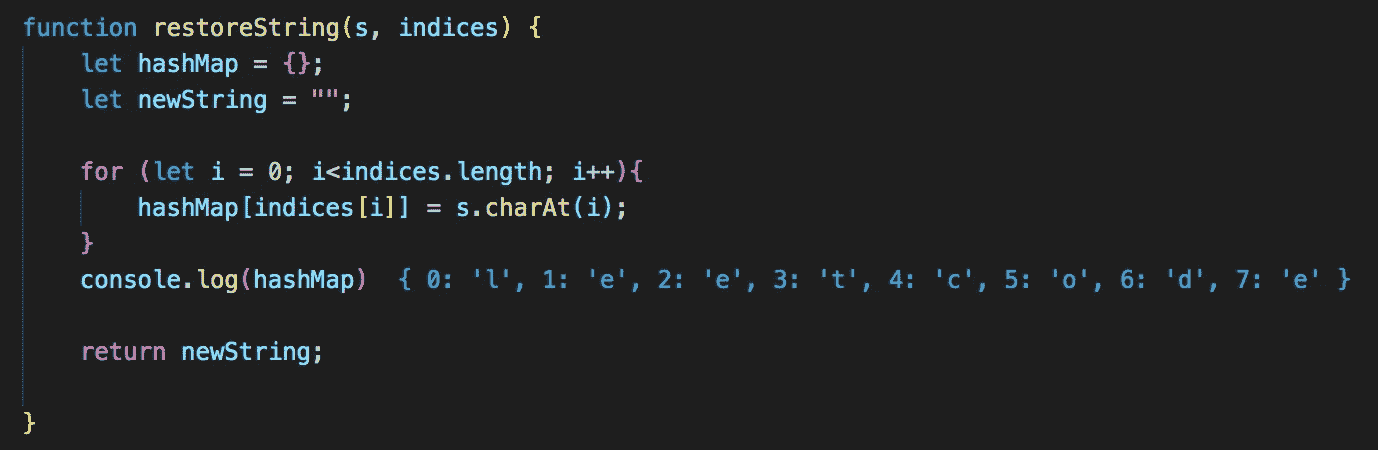 function restoreString(s, indices) {
    let hashMap = {};
    let newString = "";

    for (let i = 0; i<indices.length; i++){
        hashMap[indices[i]] = s.charAt(i);
    }
    console.log(hashMap)  { 0: 'l', 1: 'e', 2: 'e', 3: 't', 4: 'c', 5: 'o', 6: 'd', 7: 'e' }

    return newString;

}